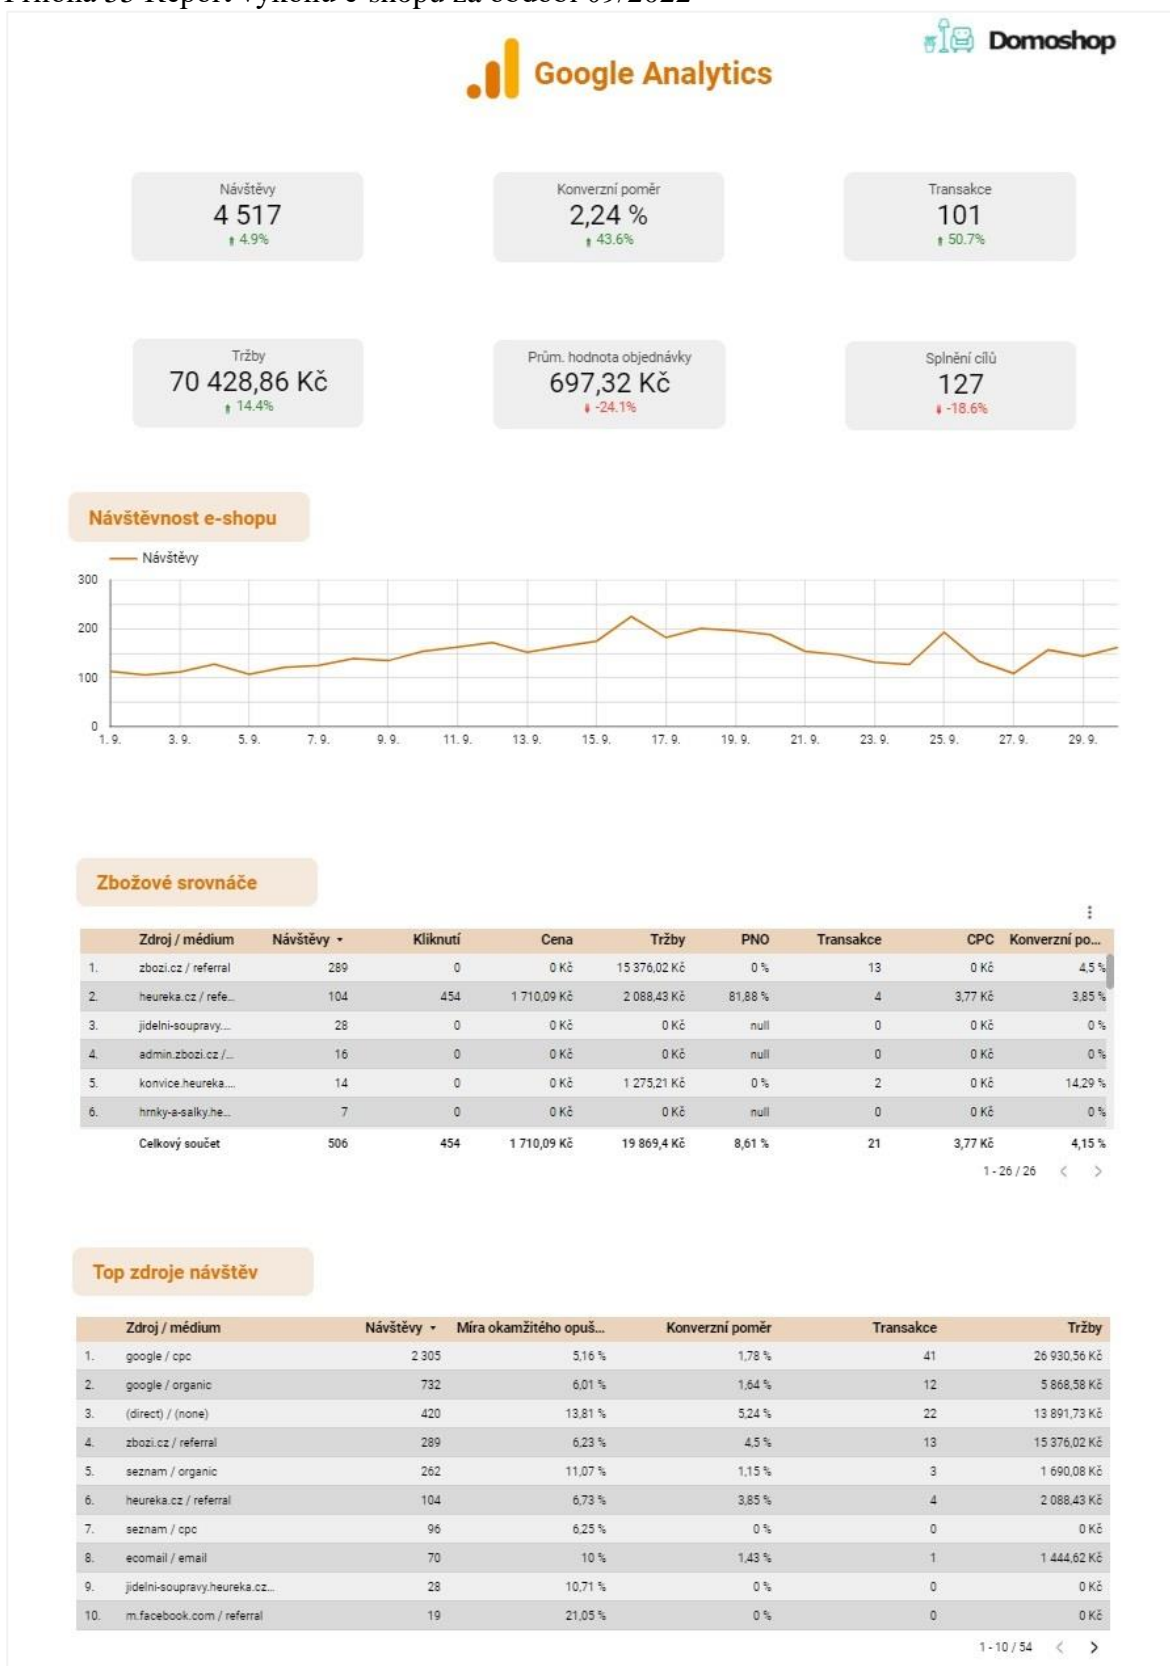 Příloha 35 Report výkonu e-shopu za období 09/2022
Domoshop
Google Analytics
Návštěvy Konverzní poměr Transakce
4 517 2,24 % 101
4.9% 43.6% 50.7%
Tržby Prům. hodnota objednávky Splnění cílů
70 428,86 Kč 697,32 Kč 127
14.4% -24.1% -18.6%
Návštěvnost e-shopu
Návštěvy
300
200
100
0
1. 9. 3. 9. 5. 9. 7. 9. 9. 9. 11. 9. 13. 9. 15. 9. 17. 9. 19. 9. 21. 9. 23. 9. 25. 9. 27. 9. 29. 9.
Zbožové srovnáče
Zdroj / médium Návštěvy Kliknutí Cena Tržby PNO Transakce CPC Konverzní po...
1. zbozi.cz / referral 289 0 0 Kč 15 376,02 Kč 0 % 13 0 Kč 4,5 %
2. heureka.cz / refe... 104 454 1 710,09 Kč 2 088,43 Kč 81,88 % 4 3,77 Kč 3,85 %
3. jidelni-soupravy.... 28 0 0 Kč 0 Kč null 0 0 Kč 0 %
4. admin.zbozi.cz /... 16 0 0 Kč 0 Kč null 0 0 Kč 0 %
5. konvice.heureka.... 14 0 0 Kč 1 275,21 Kč 0 % 2 0 Kč 14,29 %
6. hrnky-a-salky.he... 7 0 0 Kč 0 Kč null 0 0 Kč 0 %
Celkový součet 506 454 1 710,09 Kč 19 869,4 Kč 8,61 % 21 3,77 Kč 4,15 %
1 - 26 / 26
Top zdroje návštěv
Zdroj / médium Návštěvy Míra okamžitého opuš... Konverzní poměr Transakce Tržby
1. google / cpc 2 305 5,16 % 1,78 % 41 26 930,56 Kč
2. google / organic 732 6,01 % 1,64 % 12 5 868,58 Kč
3. (direct) / (none) 420 13,81 % 5,24 % 22 13 891,73 Kč
4. zbozi.cz / referral 289 6,23 % 4,5 % 13 15 376,02 Kč
5. seznam / organic 262 11,07 % 1,15 % 3 1 690,08 Kč
6. heureka.cz / referral 104 6,73 % 3,85 % 4 2 088,43 Kč
7. seznam / cpc 96 6,25 % 0 % 0 0 Kč
8. ecomail / email 70 10 % 1,43 % 1 1 444,62 Kč
9. jidelni-soupravy.heureka.cz... 28 10,71 % 0 % 0 0 Kč
10. m.facebook.com / referral 19 21,05 % 0 % 0 0 Kč
1 - 10 / 54